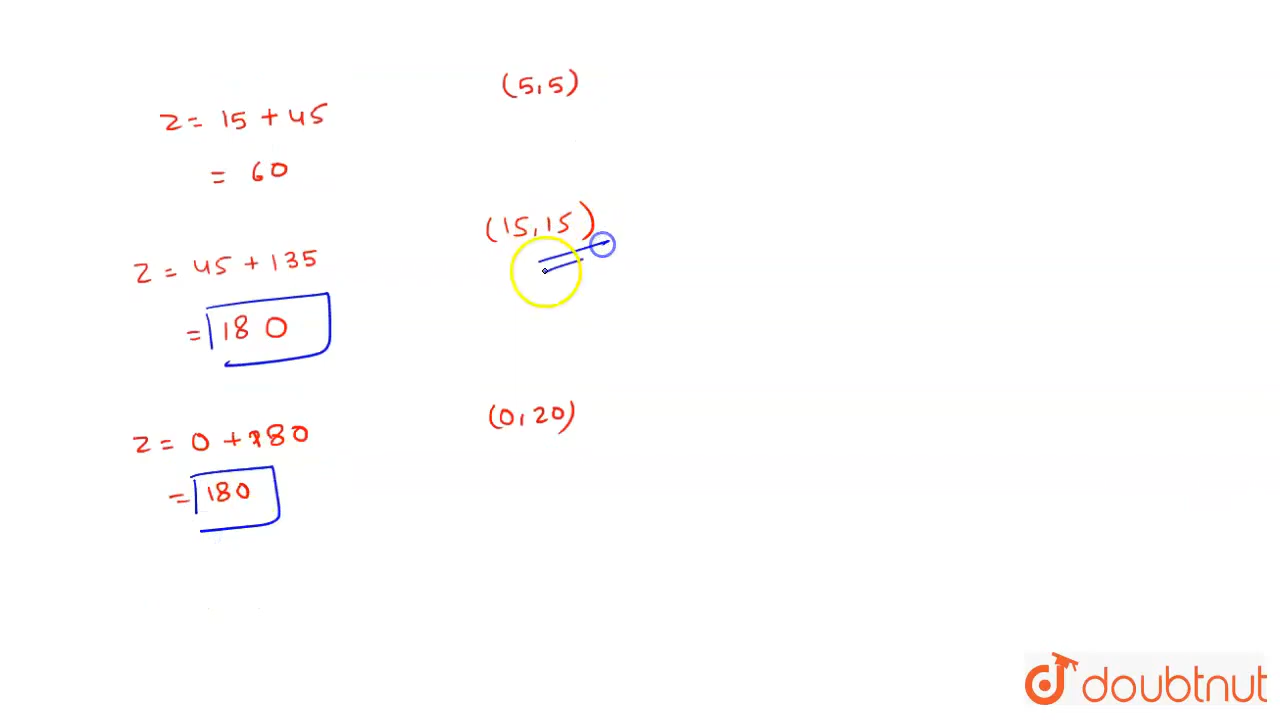 (5,5)
Z = 15 + 45
= 60
(15,15)
Z = 45 + 135
= 180
(0,20)
Z = 0 + 180
= 180
doubtnut